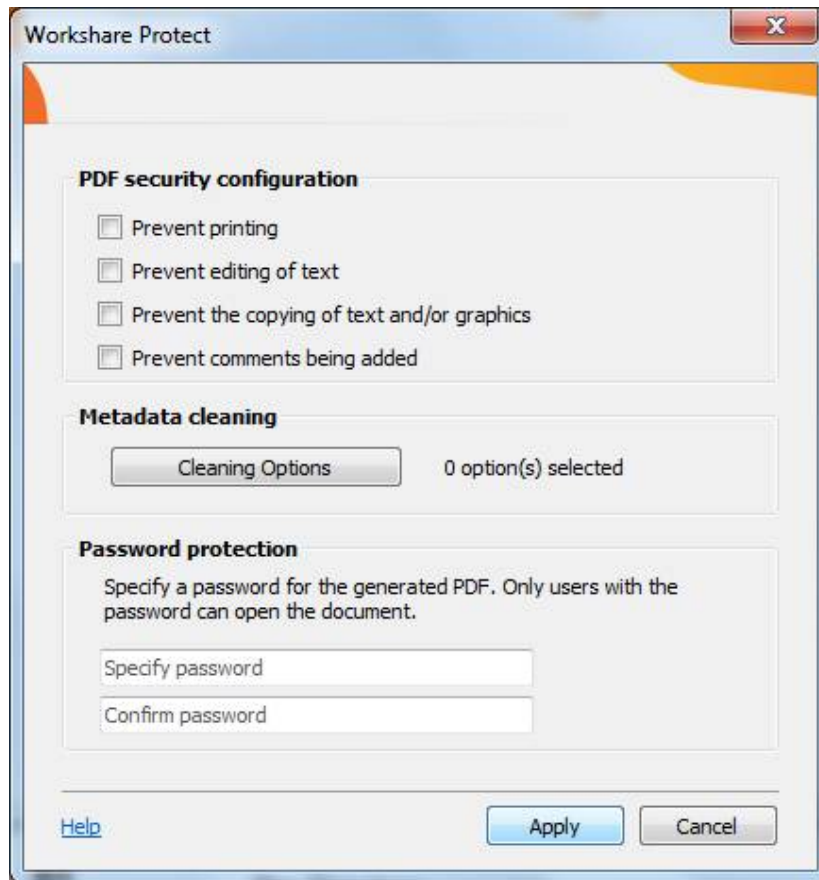 Workshare Protect
PDF security configuration
Prevent printing
Prevent editing of text
Prevent the copying of text and/or graphics
Prevent comments being added
Metadata cleaning
Cleaning Options 0 option(s) selected
Password protection
Specify a password for the generated PDF. Only users with the
password can open the document.
Specify password
Confirm password
Help Apply Cancel